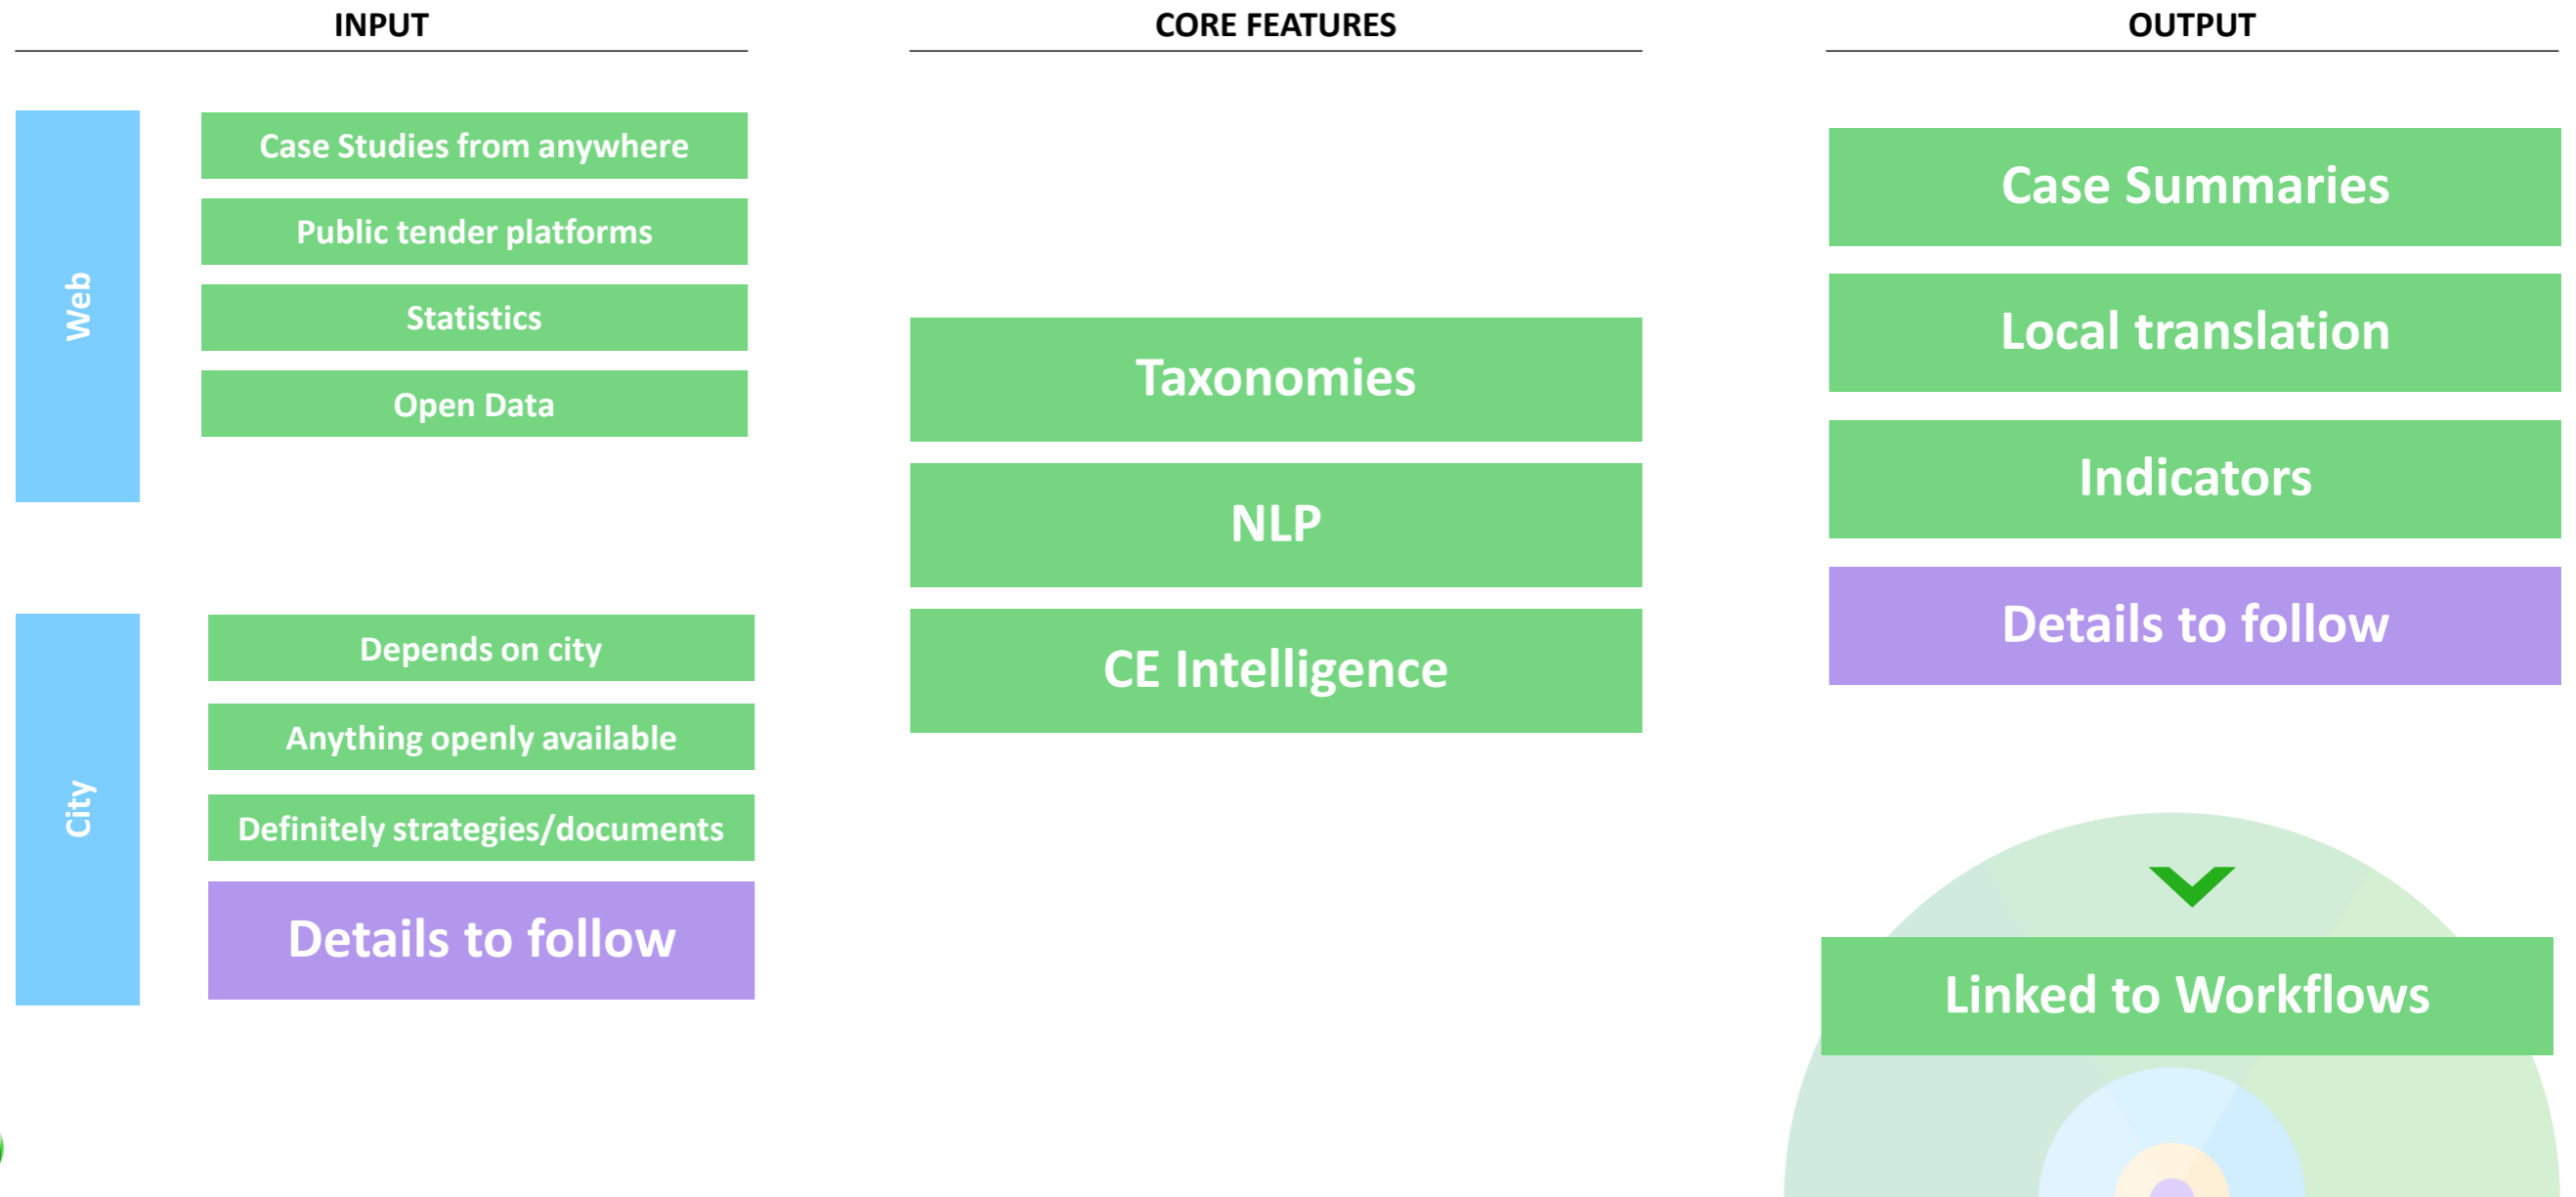 INPUT
Web
Case Studies from anywhere
Public tender platforms
Statistics
Open Data
City
Depends on city
Anything openly available
Definitely strategies/documents
Details to follow
CORE FEATURES
Taxonomies
NLP
CE Intelligence
OUTPUT
Case Summaries
Local translation
Indicators
Details to follow
Linked to Workflows